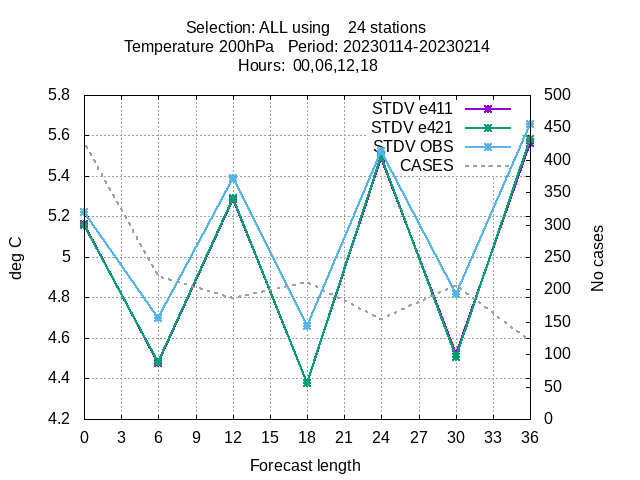 Selection: ALL using    24 stations
Temperature 200hPa   Period: 20230114-20230214
Hours:  00,06,12,18
STDV e411
STDV e421
STDV OBS
CASES
5.8
5.6
5.4
5.2
5
4.8
4.6
4.4
4.2
deg C
500
450
400
350
300
250
200
150
100
50
0
No cases
0 3 6 9 12 15 18 21 24 27 30 33 36
Forecast length